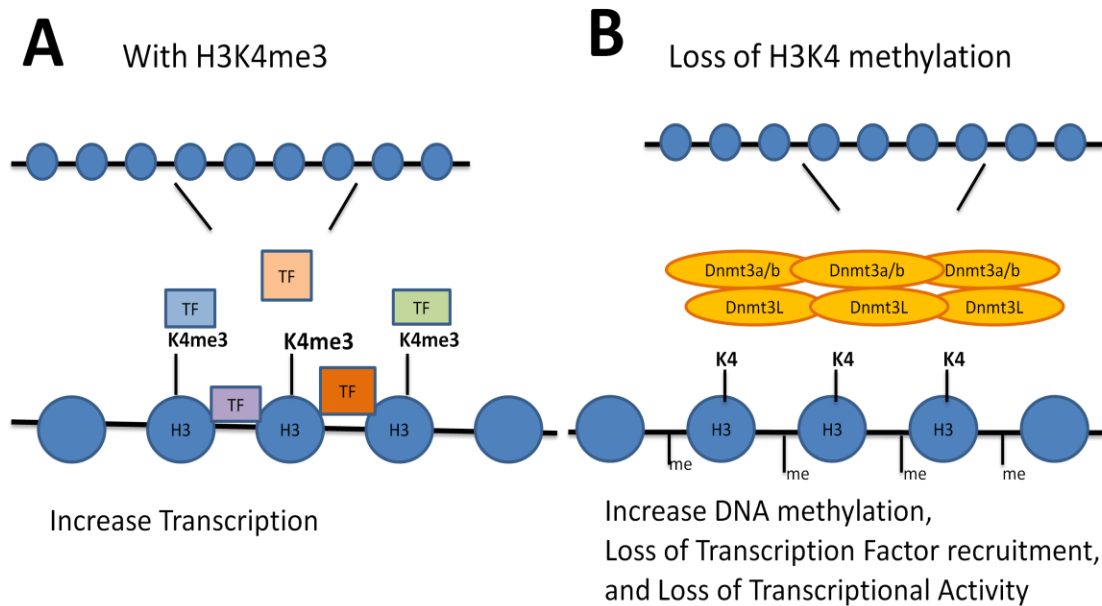 A
With H3K4me3
TF
TF
TF
K4me3
K4me3
K4me3
TF
TF
H3
H3
H3
Increase Transcription
B
Loss of H3K4 methylation
Dnmt3a/b
Dnmt3a/b
Dnmt3a/b
Dnmt3L
Dnmt3L
Dnmt3L
K4
K4
K4
H3
H3
H3
me
me
me
me
Increase DNA methylation,
Loss of Transcription Factor recruitment,
and Loss of Transcriptional Activity